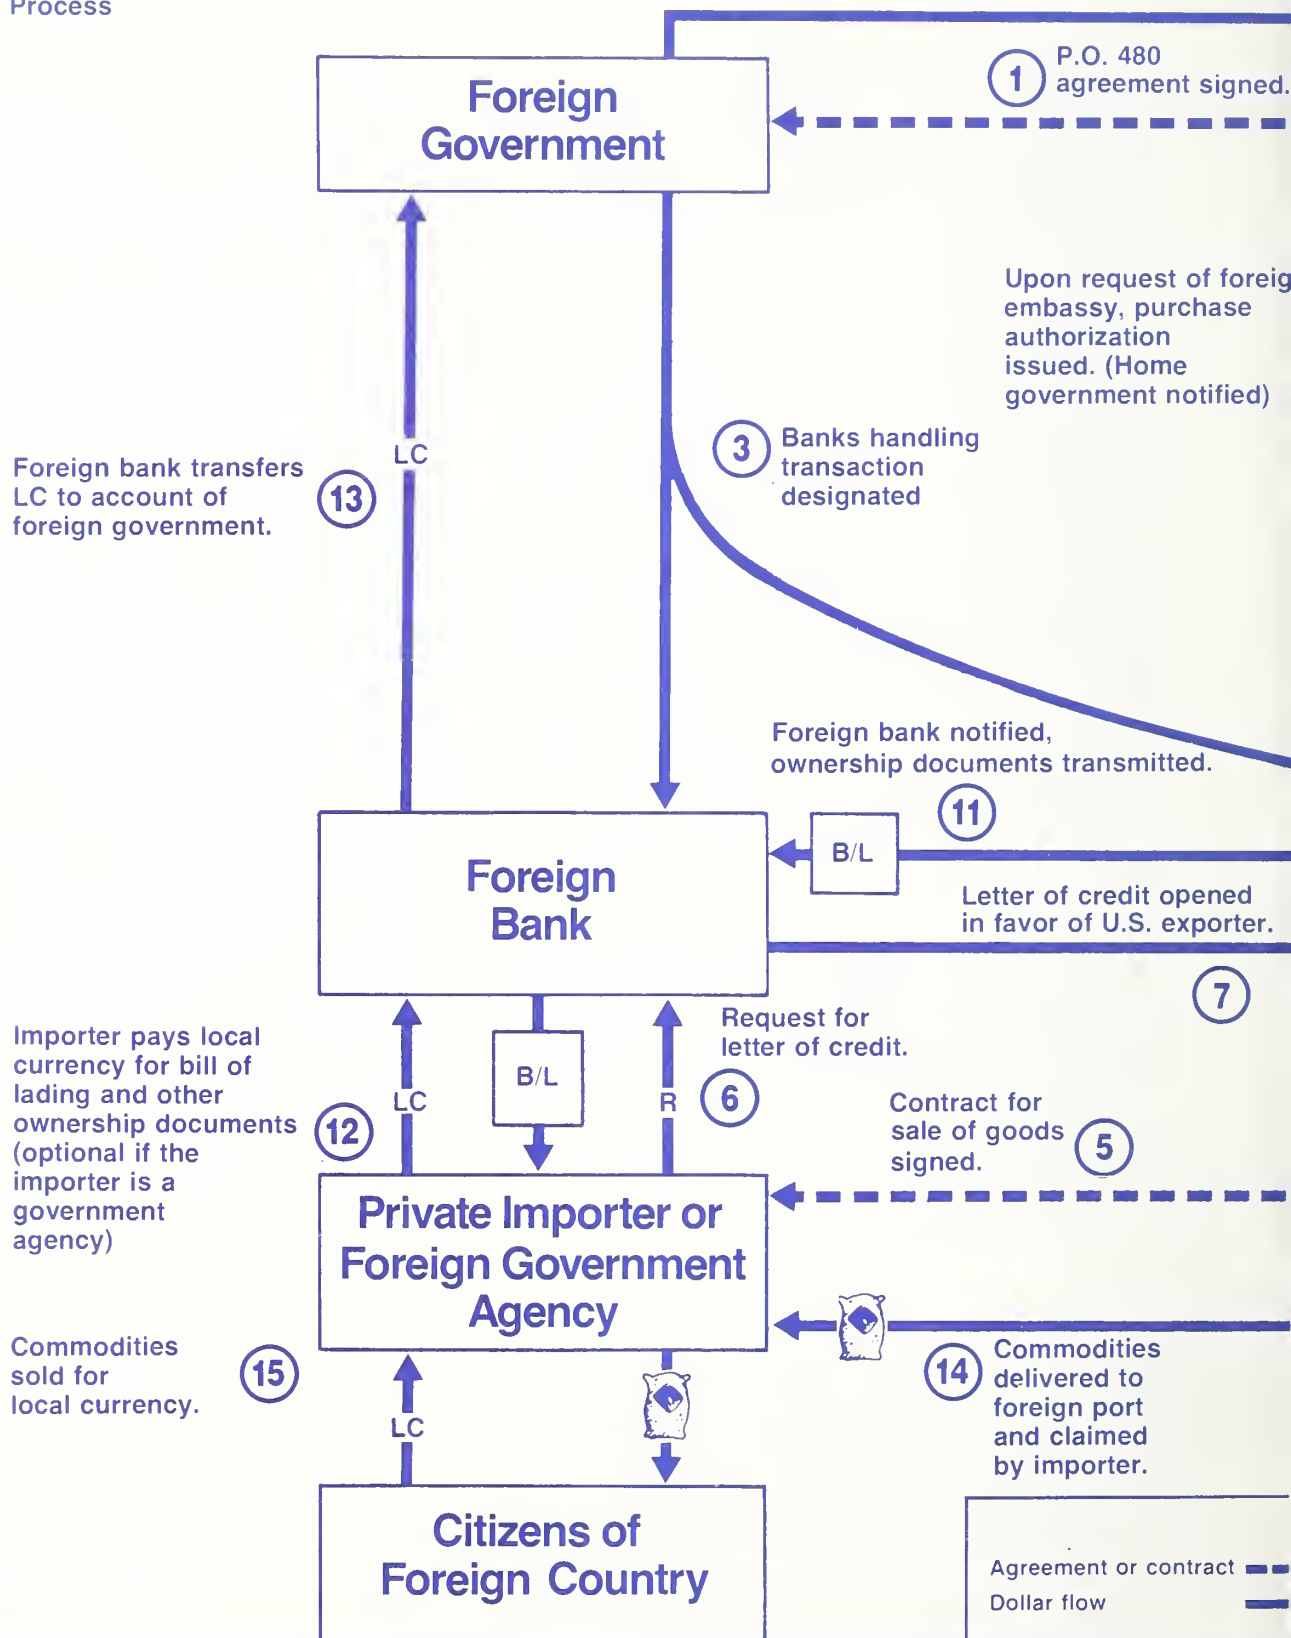 Process
Foreign
Government
1
P.O. 480
agreement signed.
Upon request of foreig
embassy, purchase
authorization
issued. (Home
government notified)
3
Banks handling
transaction
designated
LC
Foreign bank transfers
LC to account of
foreign government.
13
Foreign bank notified,
ownership documents transmitted.
11
B/L
Foreign
Bank
Letter of credit opened
in favor of U.S. exporter.
7
Importer pays local
currency for bill of
lading and other
ownership documents
(optional if the
importer is a
government
agency)
12
LC
B/L
R
Request for
letter of credit.
6
Contract for
sale of goods
signed.
5
Private Importer or
Foreign Government
Agency
Commodities
sold for
local currency.
15
LC
14
Commodities
delivered to
foreign port
and claimed
by importer.
Citizens of
Foreign Country
Agreement or contract
Dollar flow